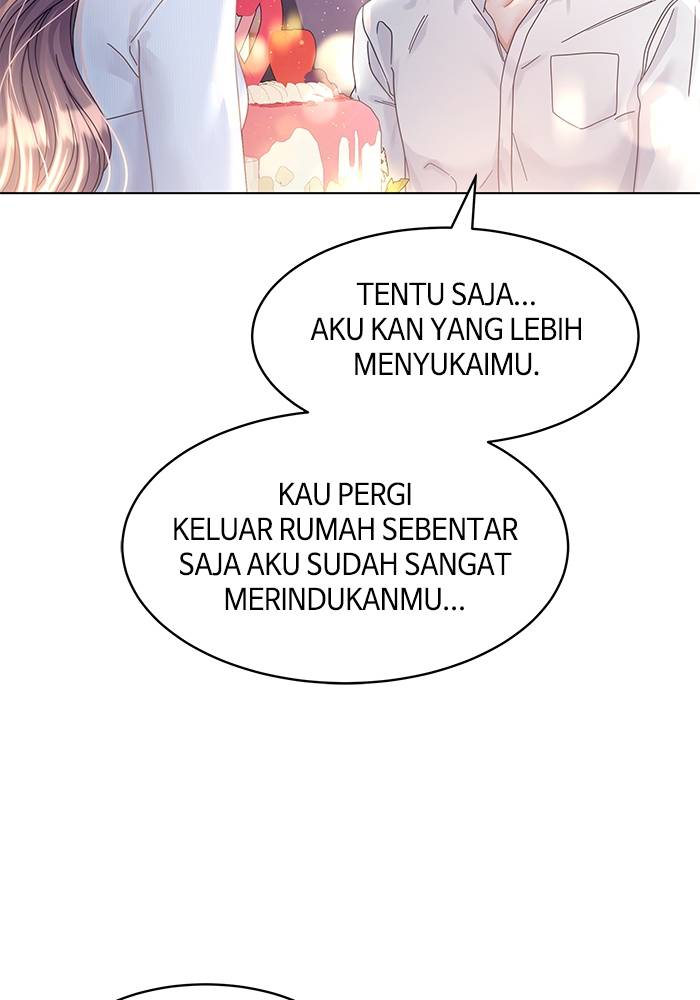 TENTU SAJA...
AKU KAN YANG LEBIH
MENYUKAIMU.
KAU PERGI
KELUAR RUMAH SEBENTAR
SAJA AKU SUDAH SANGAT
MERINDUKANMU...